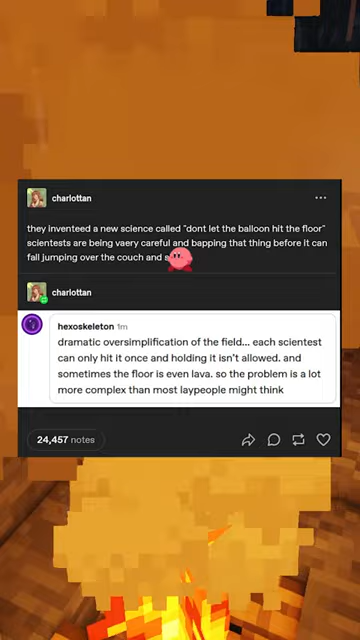 charlottan
they inventeed a new science called "dont let the balloon hit the floor"
scientests are being vaery careful and bapping that thing before it can
fall jumping over the couch and
charlottan
hexoskeleton 1m
dramatic oversimplification of the field... each scientest
can only hit it once and holding it isn't allowed. and
sometimes the floor is even lava. so the problem is a lot
more complex than most laypeople might think
24,457 notes